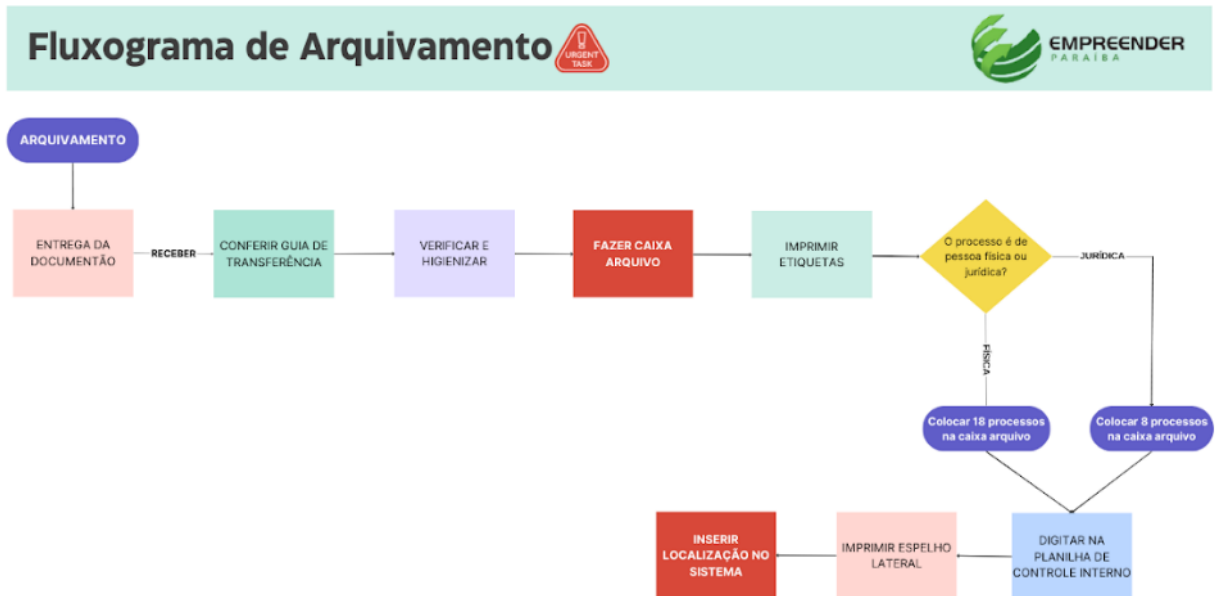 Fluxograma de Arquivamento
URGENT
TASK
EMPREENDER
PARAÍBA
ARQUIVAMENTO
ENTREGA DA
DOCUMENTÃO
RECEBER
CONFERIR GUIA DE
TRANSFERÊNCIA
VERIFICAR E
HIGIENIZAR
FAZER CAIXA
ARQUIVO
IMPRIMIR
ETIQUETAS
O processo é de
pessoa física ou
jurídica?
JURÍDICA
FÍSICA
Colocar 18 processos
na caixa arquivo
Colocar 8 processos
na caixa arquivo
INSERIR
LOCALIZAÇÃO NO
SISTEMA
IMPRIMIR ESPELHO
LATERAL
DIGITAR NA
PLANILHA DE
CONTROLE INTERNO